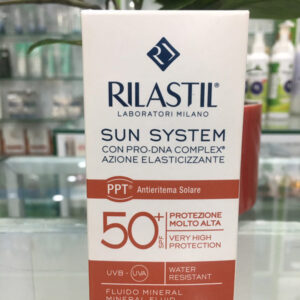 RILASTIL®
LABORATORI MILANO
SUN SYSTEM
CON PRO-DNA COMPLEX®
AZIONE ELASTICIZZANTE
PPT® Antieritema Solare
50+ SPF
PROTEZIONE
MOLTO ALTA
VERY HIGH
PROTECTION
UVB - UVA
WATER
RESISTANT
FLUIDO MINERAL
MINERAL FLUID